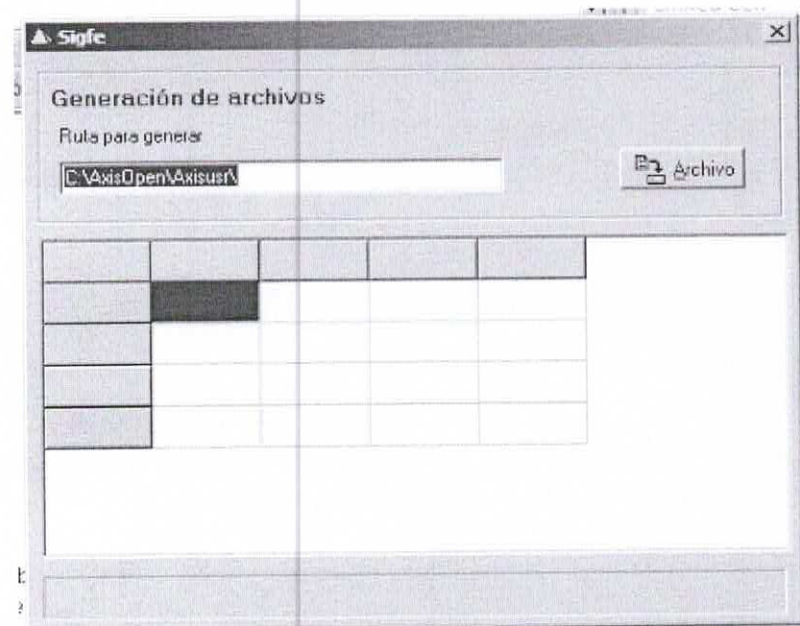 Sigfe
Generación de archivos
Ruta para generar
C:\AxisOpen\Axisusr\
Archivo